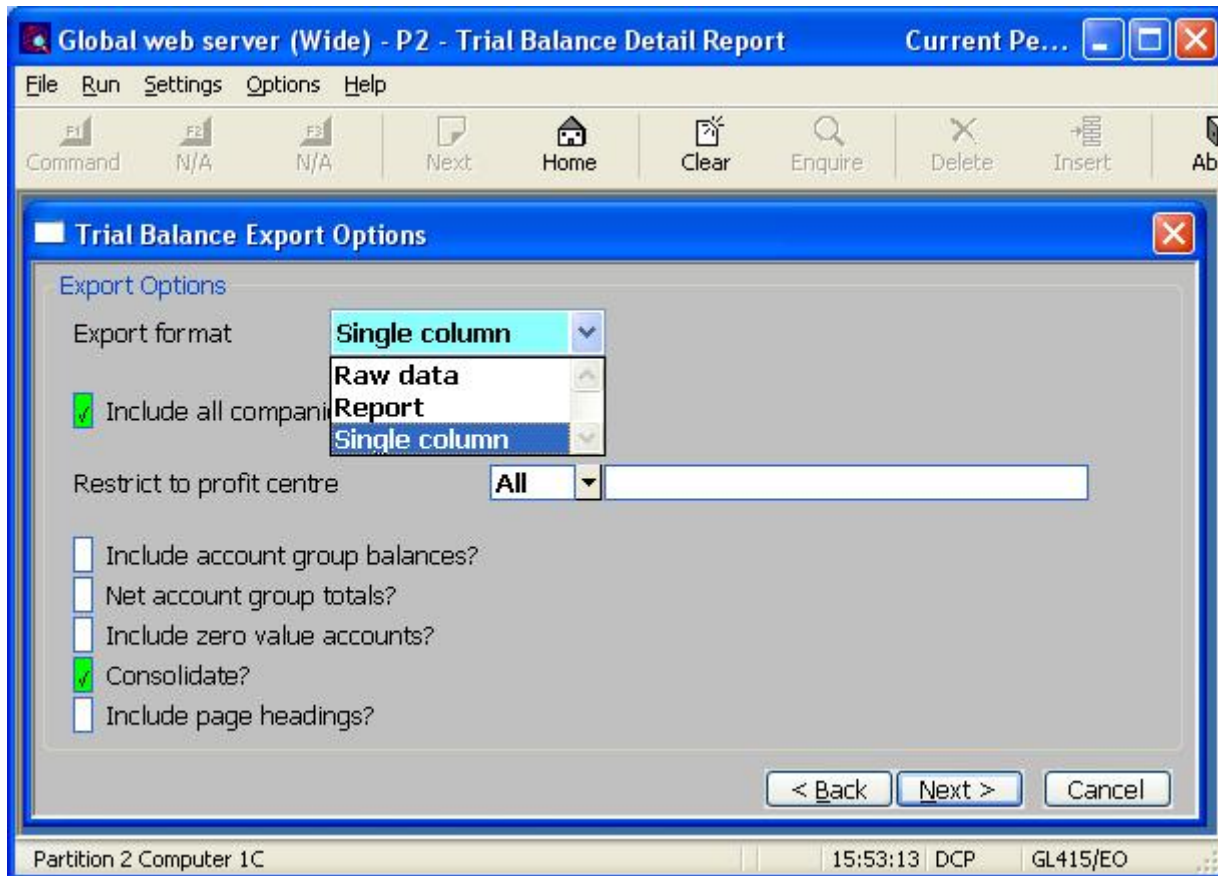 Global web server (Wide) - P2 - Trial Balance Detail Report Current Pe...
File Run Settings Options Help
F1 F2 F3
Command N/A N/A Next Home Clear Enquire Delete Insert Ab
Trial Balance Export Options
Export Options
Export format Single column
Raw data
Include all compani Report
Single column
Restrict to profit centre All
Include account group balances?
Net account group totals?
Include zero value accounts?
Consolidate?
Include page headings?
< Back Next > Cancel
Partition 2 Computer 1C 15:53:13 DCP GL415/EO